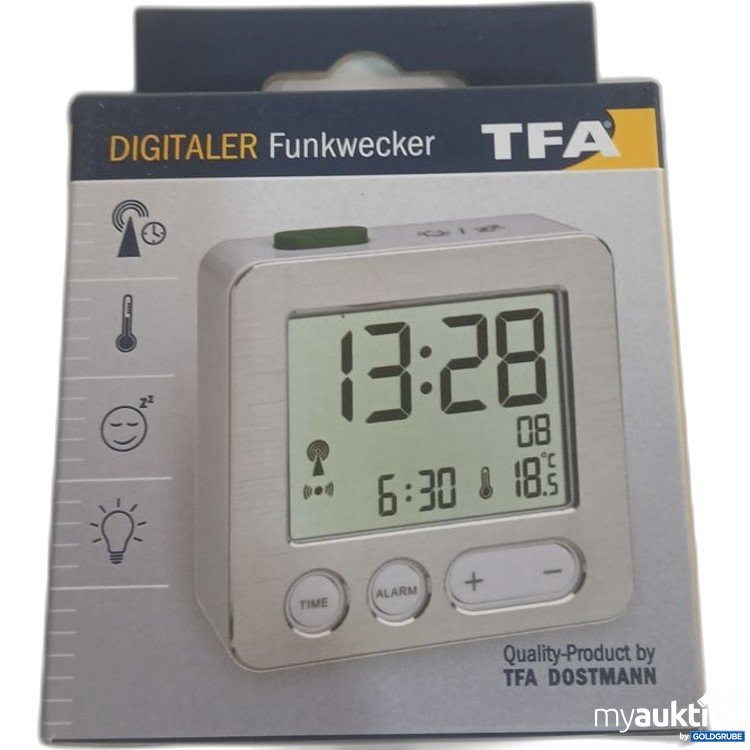 DIGITALER Funkwecker TFA®
zz
13:28
08
6:30 18.5 °C
TIME ALARM + −
Quality-Product by
TFA DOSTMANN
myaukti
by GOLDGRUBE